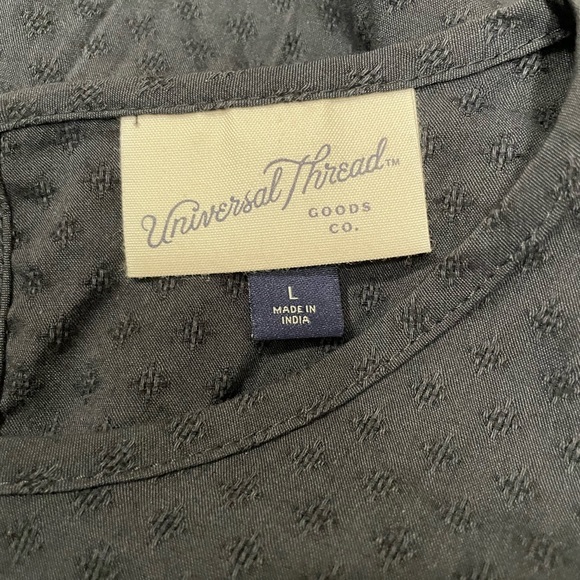 Universal Thread™
GOODS
CO.
L
MADE IN
INDIA